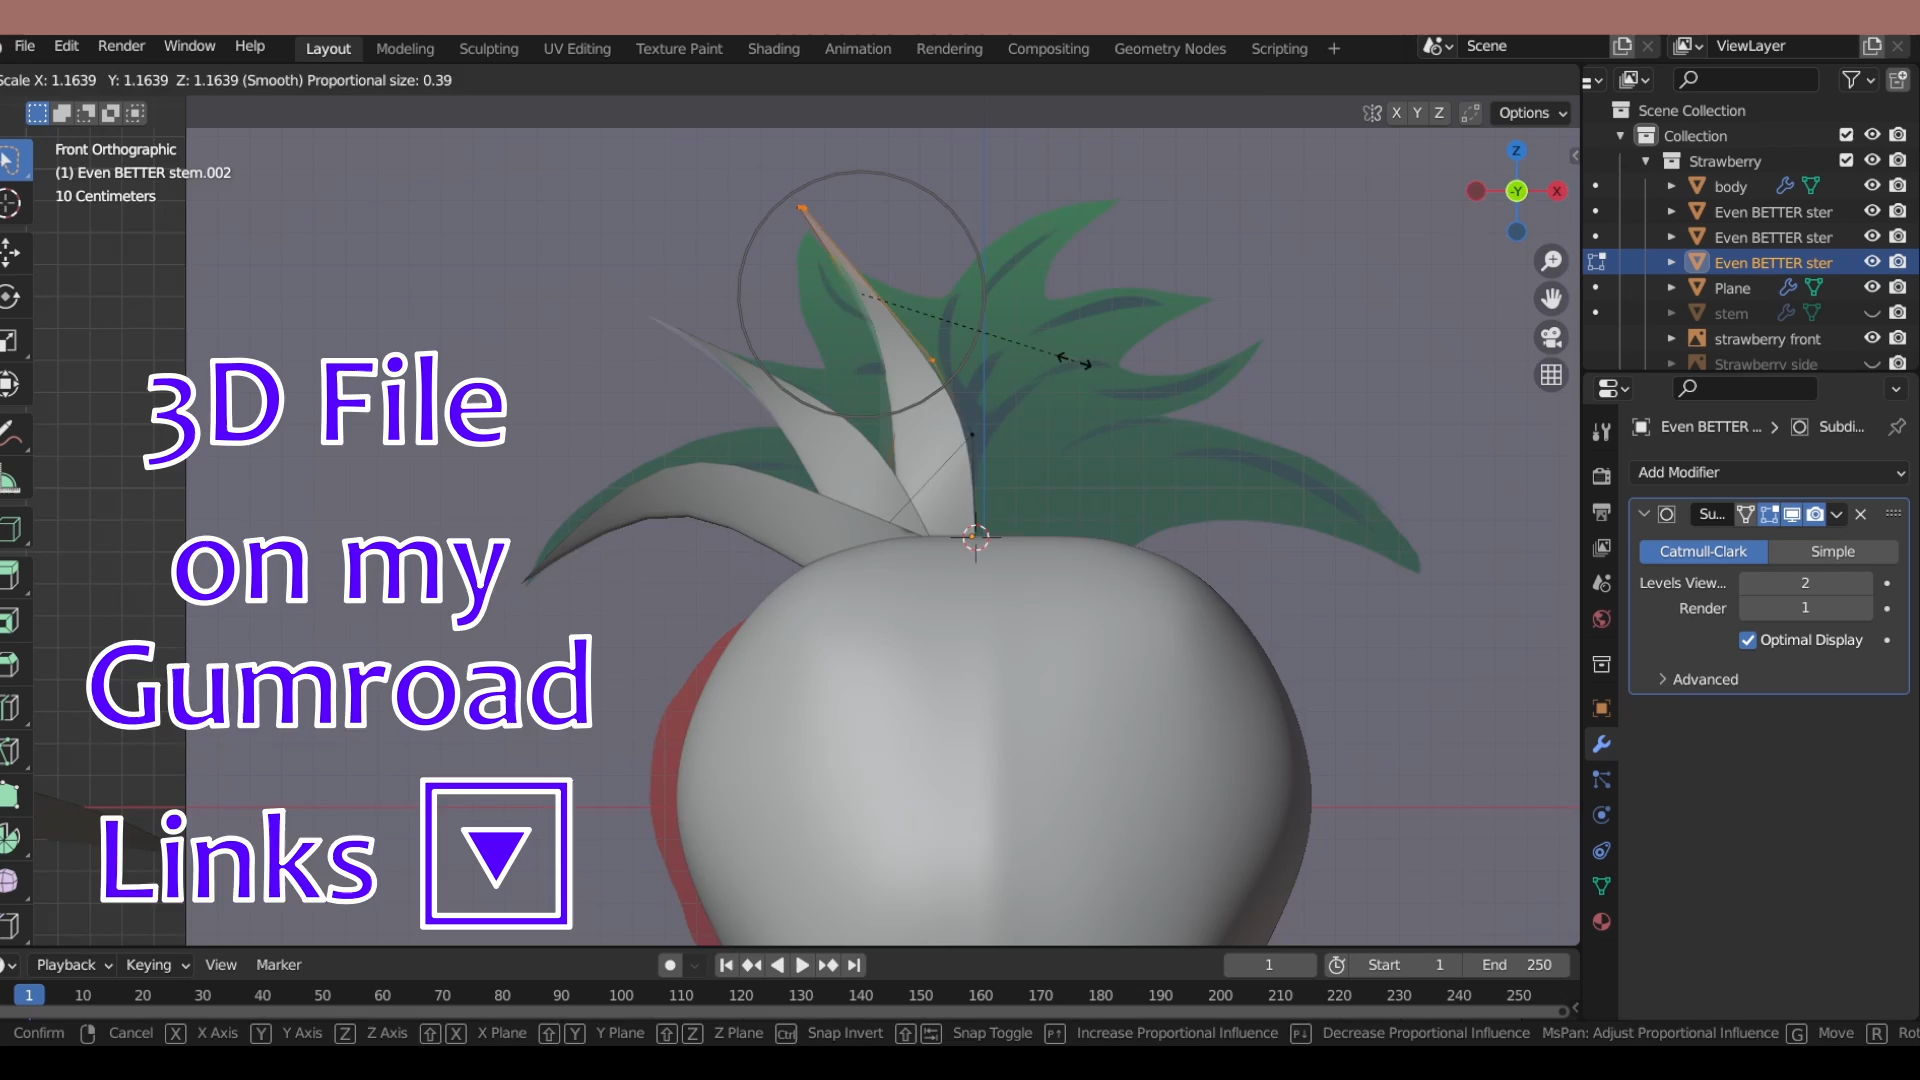 File Edit Render Window Help Layout Modeling Sculpting UV Editing Texture Paint Shading Animation Rendering Compositing Geometry Nodes Scripting + Scene ViewLayer
Scale X: 1.1639 Y: 1.1639 Z: 1.1639 (Smooth) Proportional size: 0.39
X Y Z Options
Scene Collection
Collection
Strawberry
body
Even BETTER ster
Even BETTER ster
Even BETTER ster
Plane
stem
strawberry front
Strawberry side
Front Orthographic
(1) Even BETTER stem.002
10 Centimeters
Z
-Y X
3D File
on my
Gumroad
Links
Even BETTER ... > Subdi...
Add Modifier
Su...
Catmull-Clark Simple
Levels View... 2
Render 1
Optimal Display
Advanced
Playback Keying View Marker 1 Start 1 End 250
1 10 20 30 40 50 60 70 80 90 100 110 120 130 140 150 160 170 180 190 200 210 220 230 240 250
Confirm Cancel X X Axis Y Y Axis Z Z Axis X X Plane Y Y Plane Z Z Plane Ctrl Snap Invert Snap Toggle Increase Proportional Influence Decrease Proportional Influence MsPan: Adjust Proportional Influence G Move R Rot